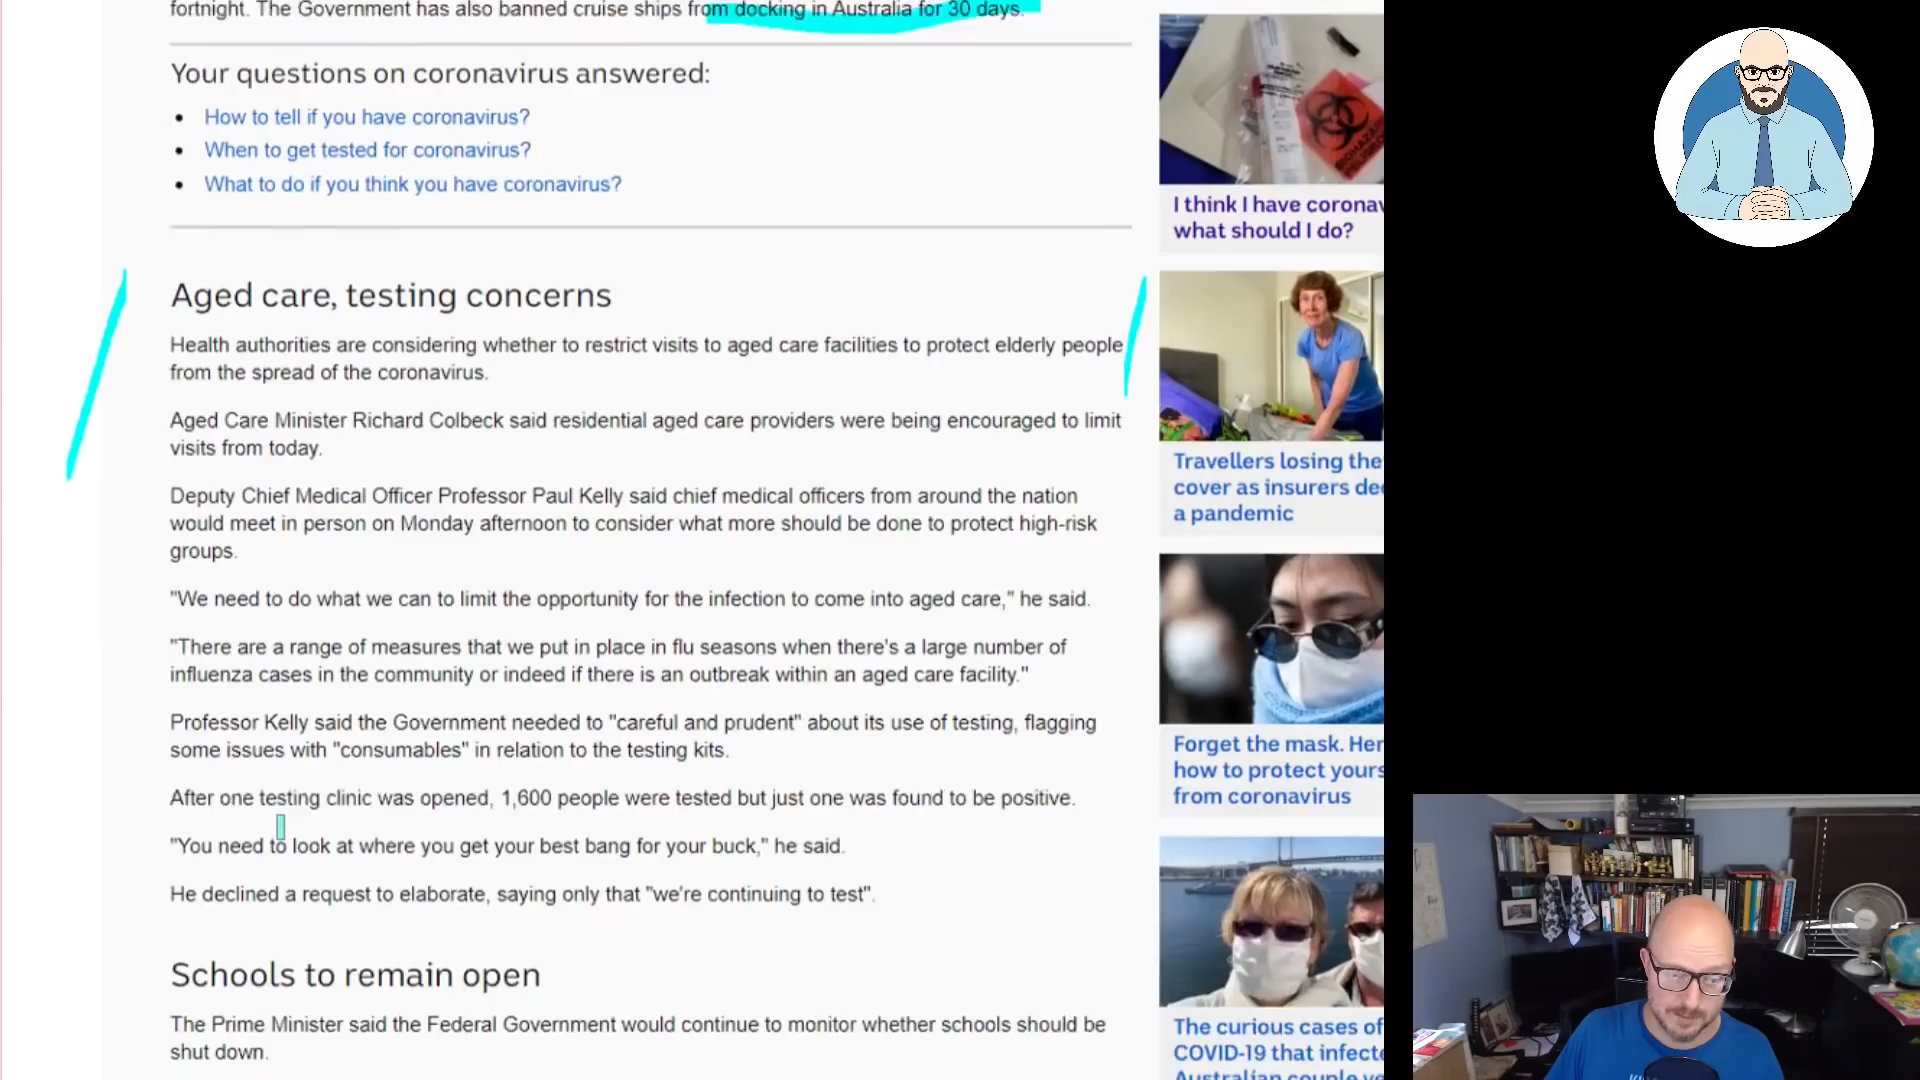 fortnight. The Government has also banned cruise ships from docking in Australia for 30 days.
Your questions on coronavirus answered:
How to tell if you have coronavirus?
When to get tested for coronavirus?
What to do if you think you have coronavirus?
Aged care, testing concerns
Health authorities are considering whether to restrict visits to aged care facilities to protect elderly people
from the spread of the coronavirus.
Aged Care Minister Richard Colbeck said residential aged care providers were being encouraged to limit
visits from today.
Deputy Chief Medical Officer Professor Paul Kelly said chief medical officers from around the nation
would meet in person on Monday afternoon to consider what more should be done to protect high-risk
groups.
"We need to do what we can to limit the opportunity for the infection to come into aged care," he said.
"There are a range of measures that we put in place in flu seasons when there's a large number of
influenza cases in the community or indeed if there is an outbreak within an aged care facility."
Professor Kelly said the Government needed to "careful and prudent" about its use of testing, flagging
some issues with "consumables" in relation to the testing kits.
After one testing clinic was opened, 1,600 people were tested but just one was found to be positive.
"You need to look at where you get your best bang for your buck," he said.
He declined a request to elaborate, saying only that "we're continuing to test".
Schools to remain open
The Prime Minister said the Federal Government would continue to monitor whether schools should be
shut down.
BIOHAZARD
I think I have coronav
what should I do?
Travellers losing the
cover as insurers de
a pandemic
Forget the mask. Her
how to protect yours
from coronavirus
The curious cases of
COVID-19 that infecte
Australian couple